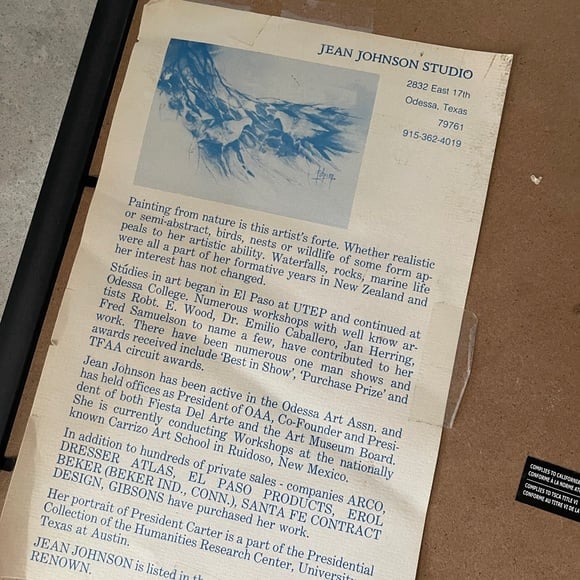 JEAN JOHNSON STUDIO
2832 East 17th
Odessa, Texas
79761
915-362-4019
Painting from nature is this artist's forte. Whether realistic
or semi-abstract, birds, nests or wildlife of some form ap-
peals to her artistic ability. Waterfalls, rocks, marine life
were all a part of her formative years in New Zealand and
her interest has not changed.
Studies in art began in El Paso at UTEP and continued at
Odessa College. Numerous workshops with well know ar-
tists Robt. E. Wood, Dr. Emilio Caballero, Jan Herring,
Fred Samuelson to name a few, have contributed to her
work. There have been numerous one man shows and
awards received include 'Best in Show', 'Purchase Prize' and
TFAA circuit awards.
Jean Johnson has been active in the Odessa Art Assn. and
has held offices as President of OAA, Co-Founder and Presi-
dent of both Fiesta Del Arte and the Art Museum Board.
She is currently conducting Workshops at the nationally
known Carrizo Art School in Ruidoso, New Mexico.
In addition to hundreds of private sales - companies ARCO,
DRESSER ATLAS, EL PASO PRODUCTS, EROL
BEKER (BEKER IND., CONN.), SANTA FE CONTRACT
DESIGN, GIBSONS have purchased her work.
Her portrait of President Carter is a part of the Presidential
Collection of the Humanities Research Center, University
Texas at Austin.
JEAN JOHNSON is listed in
RENOWN.
COMPLIES TO CALIFORNIA
CONFORME À LA NORME
COMPLIES TO TSCA TITLE VI
CONFORME AU TITRE VI DE LA